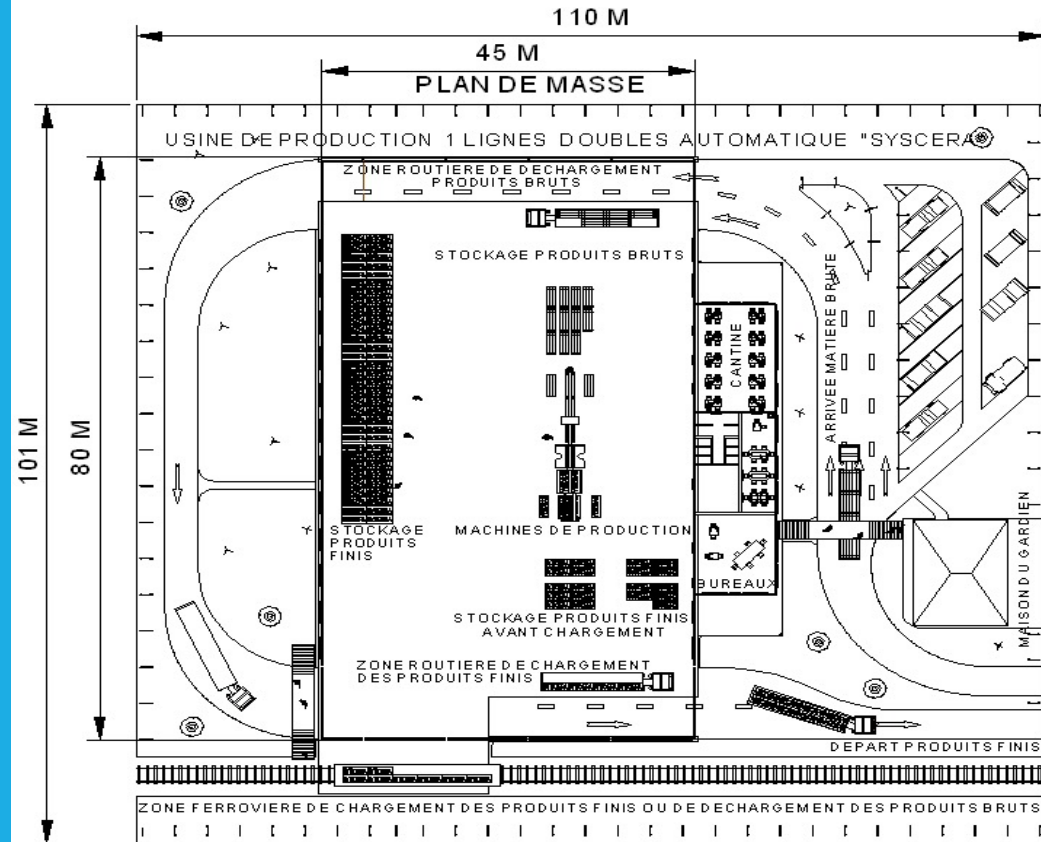 110 M
45 M
PLAN DE MASSE
USINE DE PRODUCTION 1 LIGNES DOUBLES AUTOMATIQUE "SYSCERA"
ZONE ROUTIERE DE DECHARGEMENT
PRODUITS BRUTS
STOCKAGE PRODUITS BRUTS
CANTINE
ARRIVEE MATIERE BRUTE
101 M
80 M
STOCKAGE
PRODUITS
FINIS
MACHINES DE PRODUCTION
BUREAUX
MAISON DU GARDIEN
STOCKAGE PRODUITS FINIS
AVANT CHARGEMENT
ZONE ROUTIERE DE CHARGEMENT
DES PRODUITS FINIS
DEPART PRODUITS FINIS
ZONE FERROVIERE DE CHARGEMENT DES PRODUITS FINIS OU DE DECHARGEMENT DES PRODUITS BRUTS